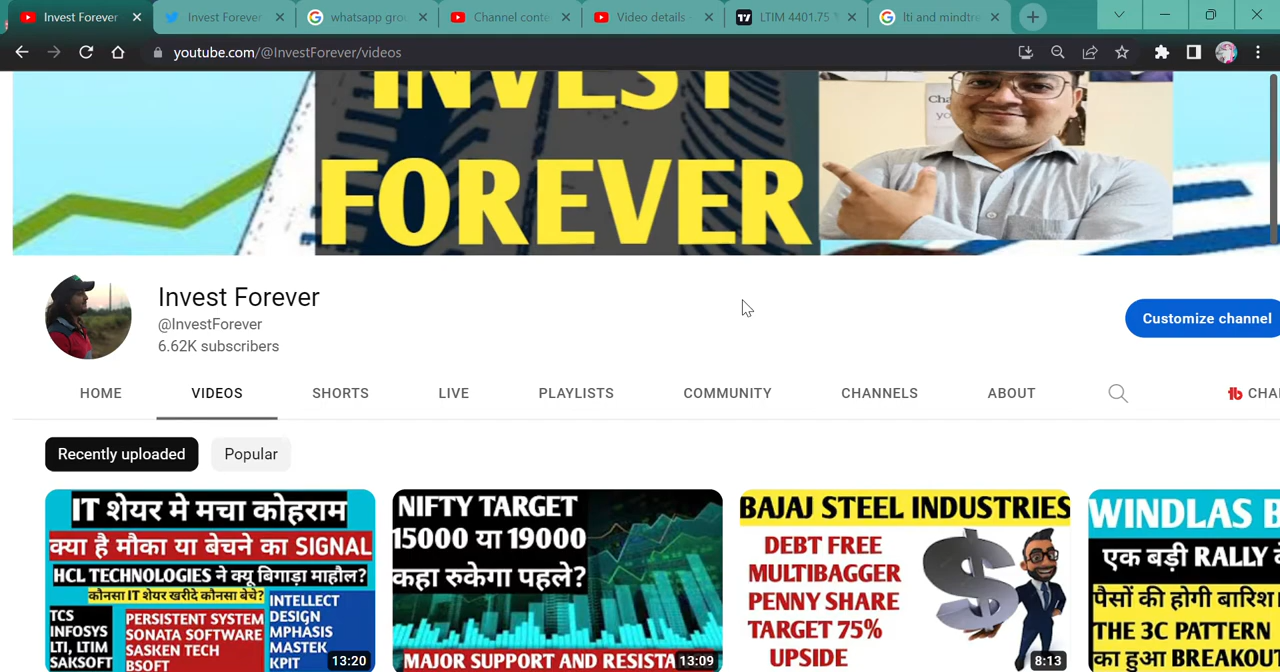 Invest Forever
Invest Forever
whatsapp gro
Channel conte
Video details -
LTIM 4401.75
lti and mindtr
youtube.com/@InvestForever/videos
INVEST
FOREVER
Invest Forever
@InvestForever
6.62K subscribers
Customize channel
HOME
VIDEOS
SHORTS
LIVE
PLAYLISTS
COMMUNITY
CHANNELS
ABOUT
CHA
Recently uploaded
Popular
IT शेयर मे मचा कोहराम
क्या है मौका या बेचने का SIGNAL
HCL TECHNOLOGIES ने क्यू बिगाड़ा माहौल?
कौनसा IT शेयर खरीदे कौनसा बेचे?
TCS
INFOSYS
LTI, LTIM
SAKSOFT
PERSISTENT SYSTEM
SONATA SOFTWARE
SASKEN TECH
BSOFT
INTELLECT
DESIGN
MPHASIS
MASTEK
KPIT
13:20
NIFTY TARGET
15000 या 19000
कहा रुकेगा पहले?
MAJOR SUPPORT AND RESISTA
13:09
BAJAJ STEEL INDUSTRIES
DEBT FREE
MULTIBAGGER
PENNY SHARE
TARGET 75%
UPSIDE
8:13
WINDLAS B
एक बड़ी RALLY
पैसों की होगी बारिश
THE 3C PATTERN
का हुआ BREAKOU